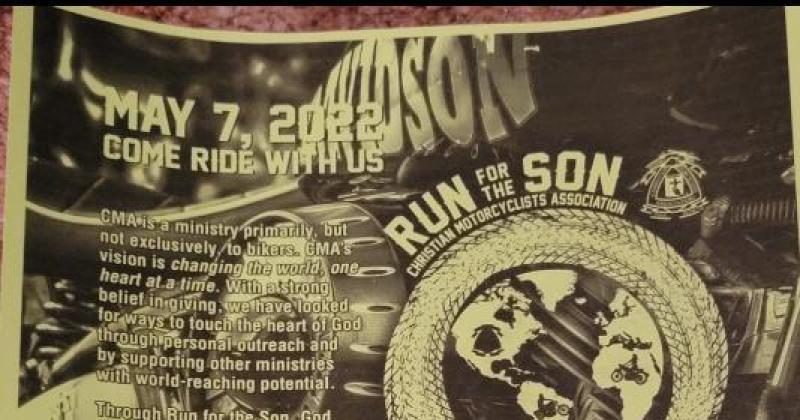 VIDSON
MAY 7, 2022
COME RIDE WITH US
RUN FOR THE SON
CHRISTIAN MOTORCYCLISTS ASSOCIATION
CMA is a ministry primarily, but
not exclusively, to bikers. CMA's
vision is changing the world, one
heart at a time. With a strong
belief in giving, we have looked
for ways to touch the heart of God
through personal outreach and
by supporting other ministries
with world-reaching potential.
Through Run for the Son, God